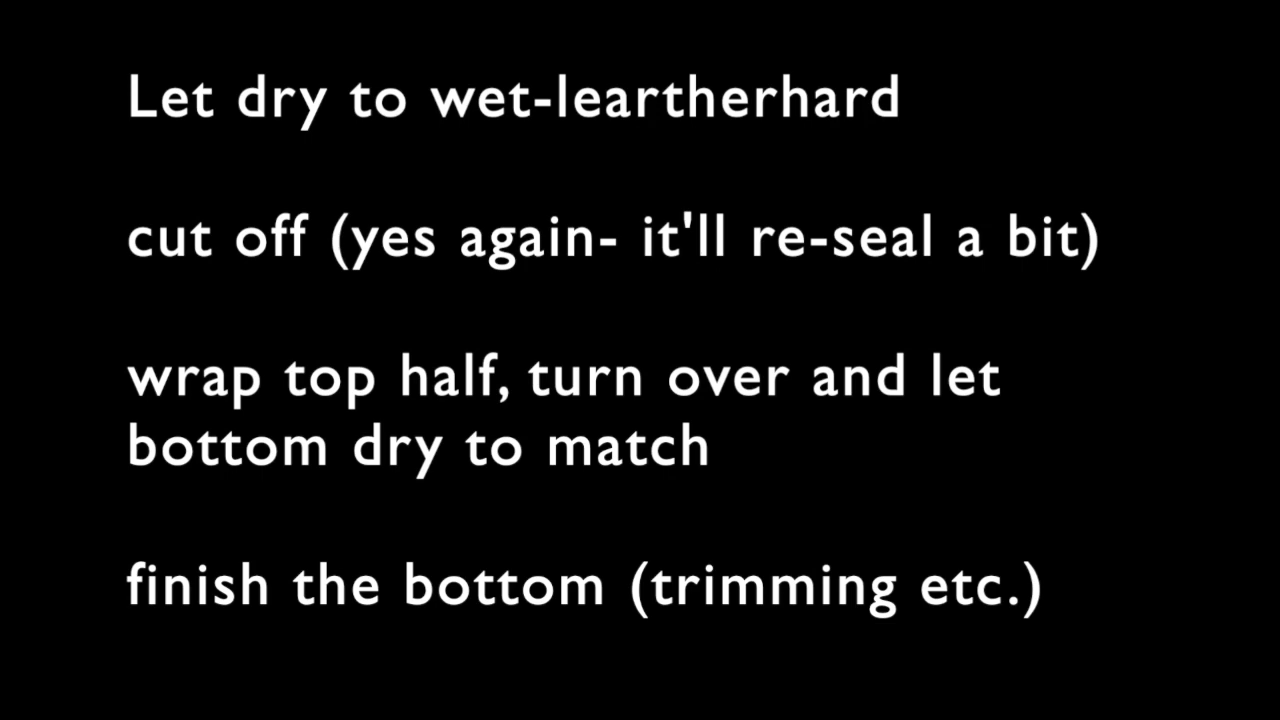 Let dry to wet-leartherhard
cut off (yes again- it'll re-seal a bit)
wrap top half, turn over and let
bottom dry to match
finish the bottom (trimming etc.)